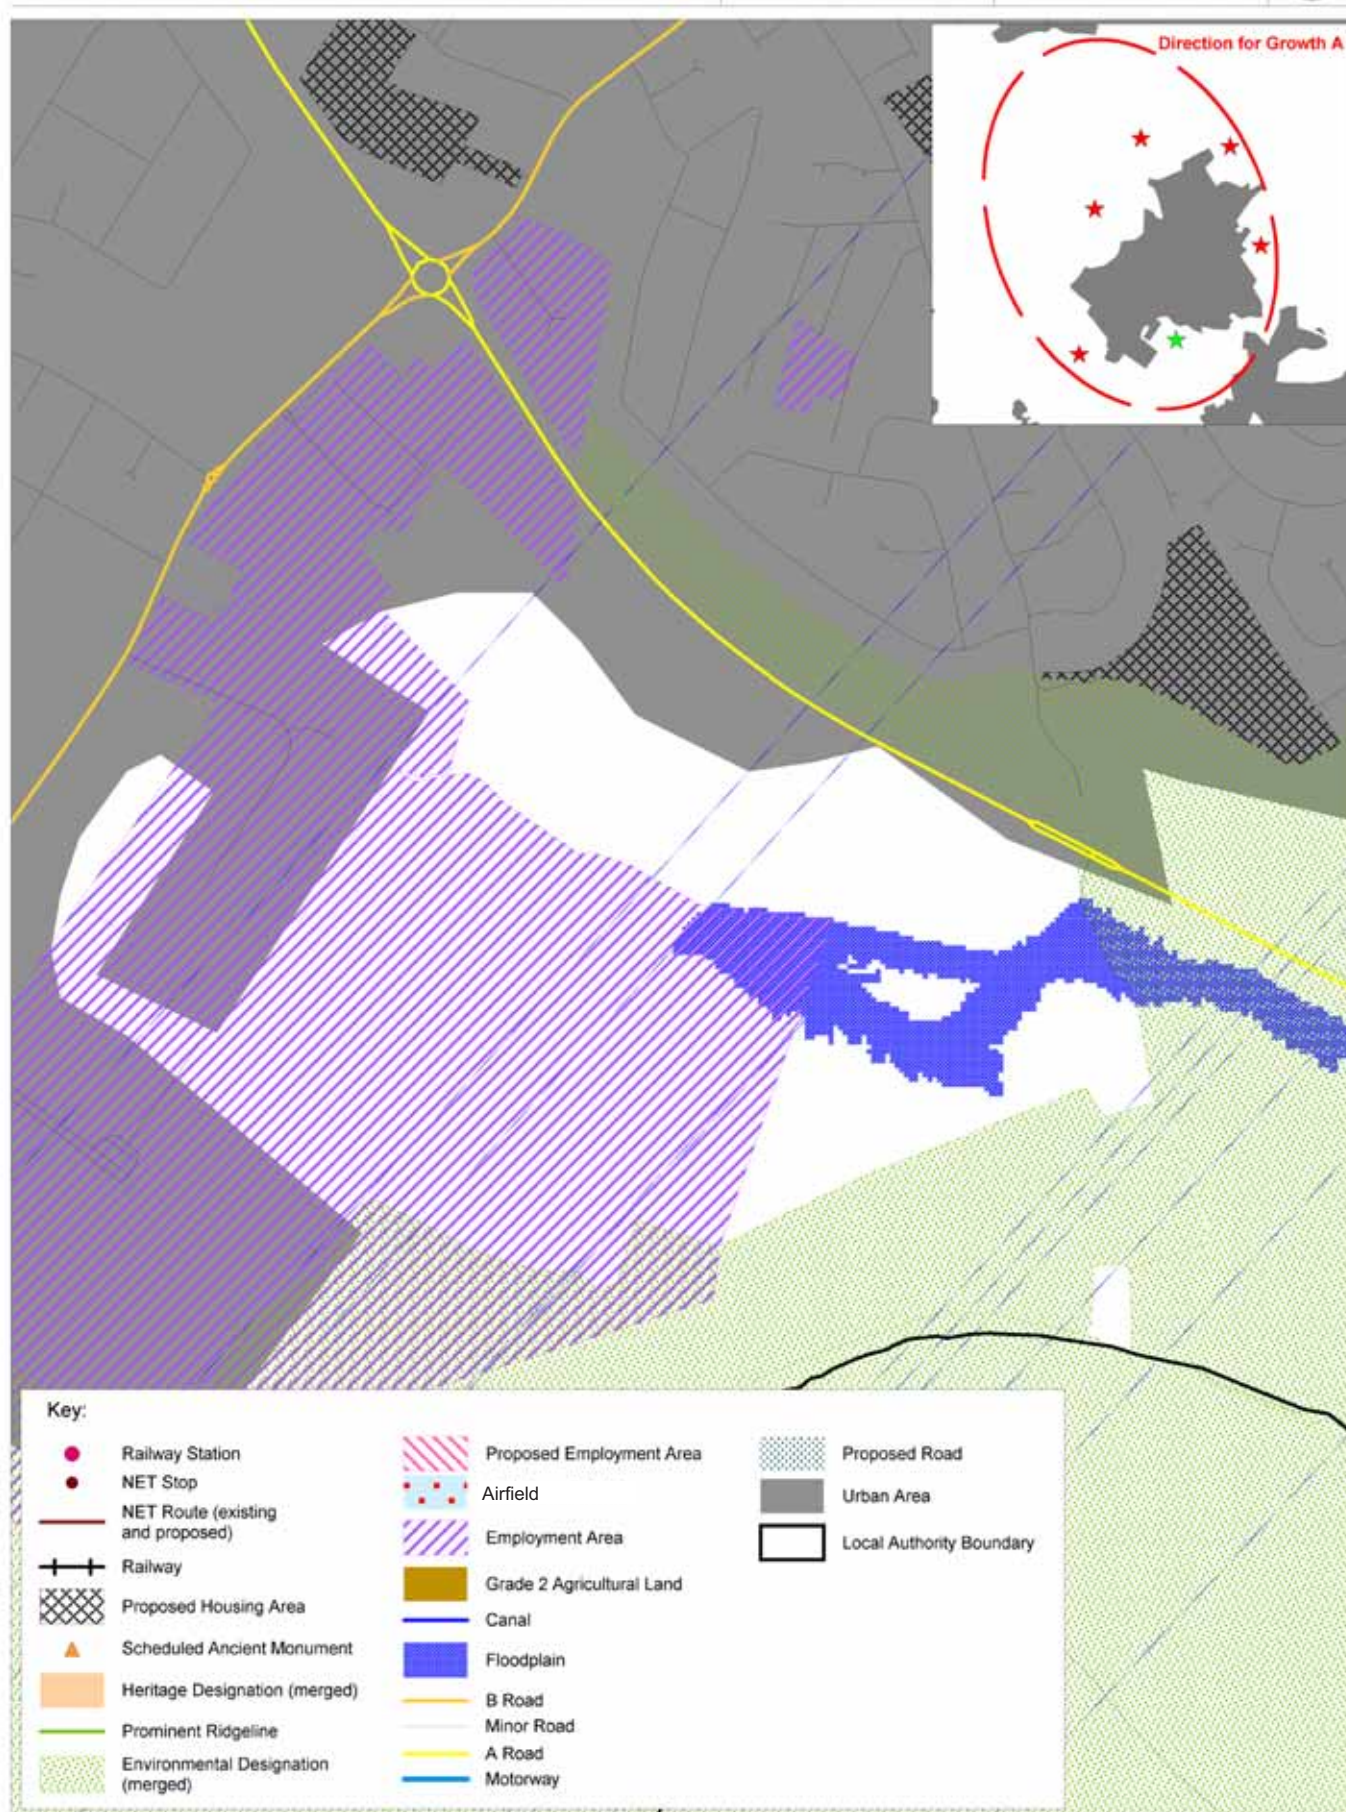 Direction for Growth A
Key:
Railway Station
NET Stop
NET Route (existing
and proposed)
Railway
Proposed Housing Area
Scheduled Ancient Monument
Heritage Designation (merged)
Prominent Ridgeline
Environmental Designation
(merged)
Proposed Employment Area
Airfield
Employment Area
Grade 2 Agricultural Land
Canal
Floodplain
B Road
Minor Road
A Road
Motorway
Proposed Road
Urban Area
Local Authority Boundary